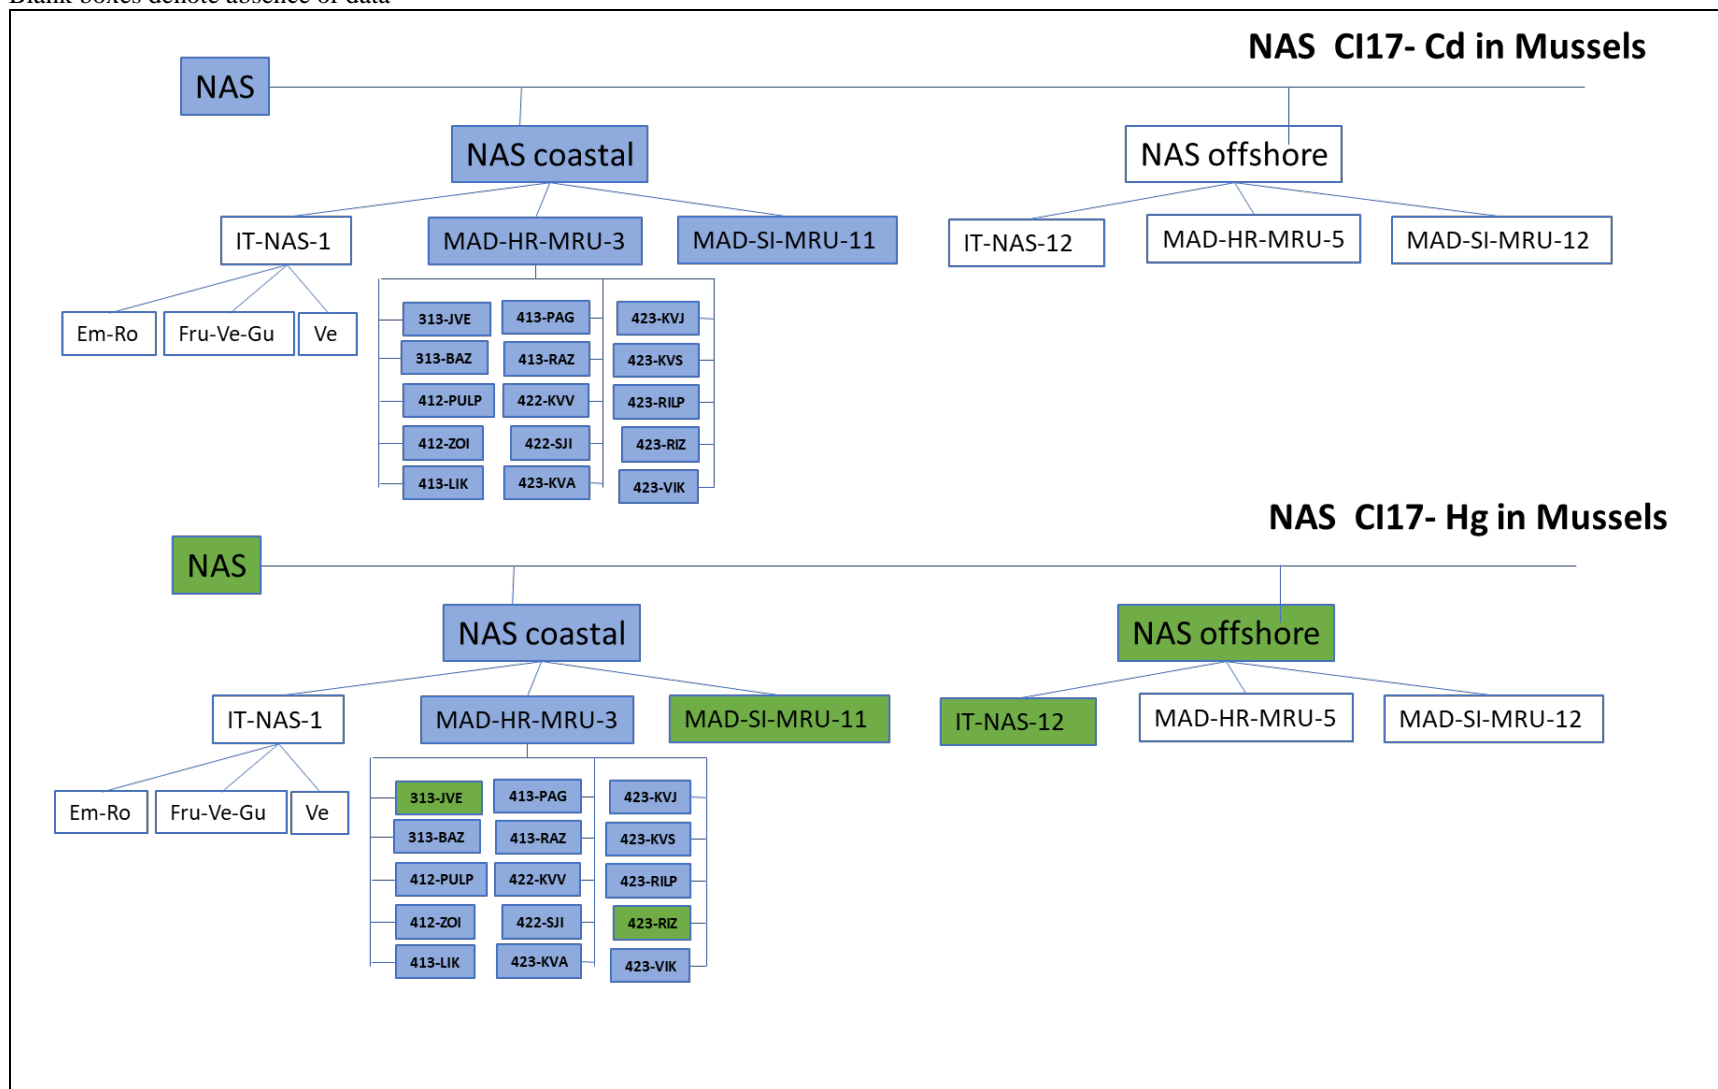 Blank boxes denote absence of data
NAS CI17- Cd in Mussels
NAS
NAS coastal
NAS offshore
IT-NAS-1
MAD-HR-MRU-3
MAD-SI-MRU-11
IT-NAS-12
MAD-HR-MRU-5
MAD-SI-MRU-12
Em-Ro
Fru-Ve-Gu
Ve
313-JVE
413-PAG
423-KVJ
313-BAZ
413-RAZ
423-KVS
412-PULP
422-KVV
423-RILP
412-ZOI
422-SJI
423-RIZ
413-LIK
423-KVA
423-VIK
NAS CI17- Hg in Mussels
NAS
NAS coastal
NAS offshore
IT-NAS-1
MAD-HR-MRU-3
MAD-SI-MRU-11
IT-NAS-12
MAD-HR-MRU-5
MAD-SI-MRU-12
Em-Ro
Fru-Ve-Gu
Ve
313-JVE
413-PAG
423-KVJ
313-BAZ
413-RAZ
423-KVS
412-PULP
422-KVV
423-RILP
412-ZOI
422-SJI
423-RIZ
413-LIK
423-KVA
423-VIK